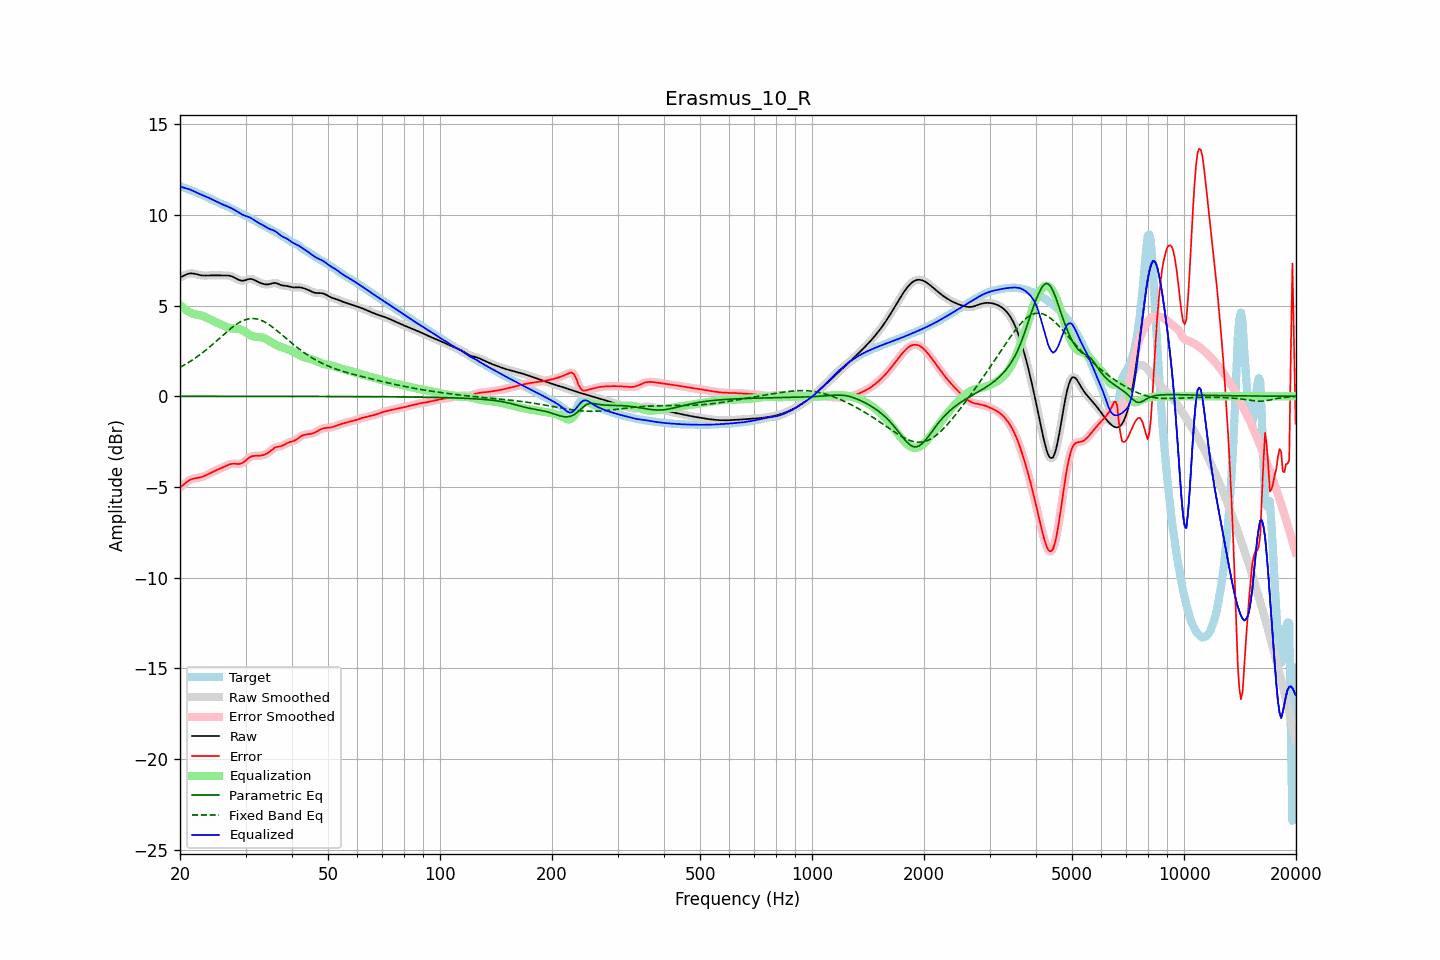 Erasmus_10_R
15
10
5
0
−5
−10
−15
−20
−25
Amplitude (dBr)
Target
Raw Smoothed
Error Smoothed
Raw
Error
Equalization
Parametric Eq
Fixed Band Eq
Equalized
20 50 100 200 500 1000 2000 5000 10000 20000
Frequency (Hz)